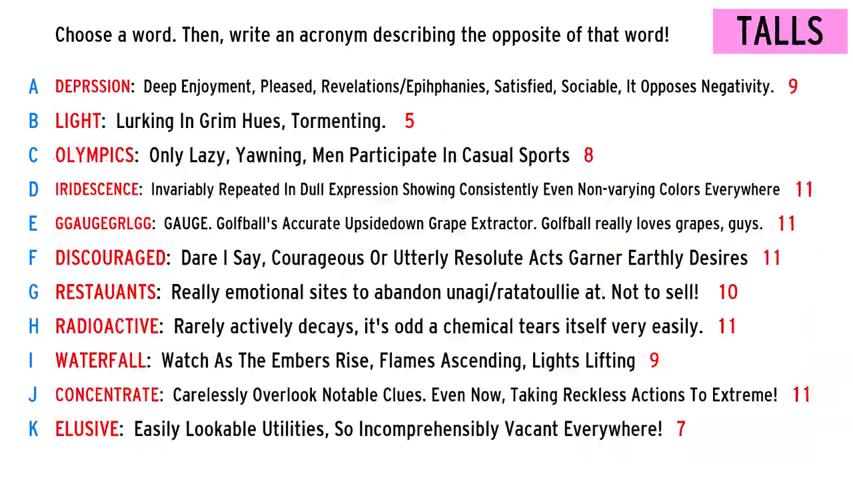 Choose a word. Then, write an acronym describing the opposite of that word!
TALLS
A DEPRSSION: Deep Enjoyment, Pleased, Revelations/Epihphanies, Satisfied, Sociable, It Opposes Negativity. 9
B LIGHT: Lurking In Grim Hues, Tormenting. 5
C OLYMPICS: Only Lazy, Yawning, Men Participate In Casual Sports 8
D IRIDESCENCE: Invariably Repeated In Dull Expression Showing Consistently Even Non-varying Colors Everywhere 11
E GGAUGEGRLGG: GAUGE. Golfball's Accurate Upsidedown Grape Extractor. Golfball really loves grapes, guys. 11
F DISCOURAGED: Dare I Say, Courageous Or Utterly Resolute Acts Garner Earthly Desires 11
G RESTAUANTS: Really emotional sites to abandon unagi/ratatoullie at. Not to sell! 10
H RADIOACTIVE: Rarely actively decays, it's odd a chemical tears itself very easily. 11
I WATERFALL: Watch As The Embers Rise, Flames Ascending, Lights Lifting 9
J CONCENTRATE: Carelessly Overlook Notable Clues. Even Now, Taking Reckless Actions To Extreme! 11
K ELUSIVE: Easily Lookable Utilities, So Incomprehensibly Vacant Everywhere! 7